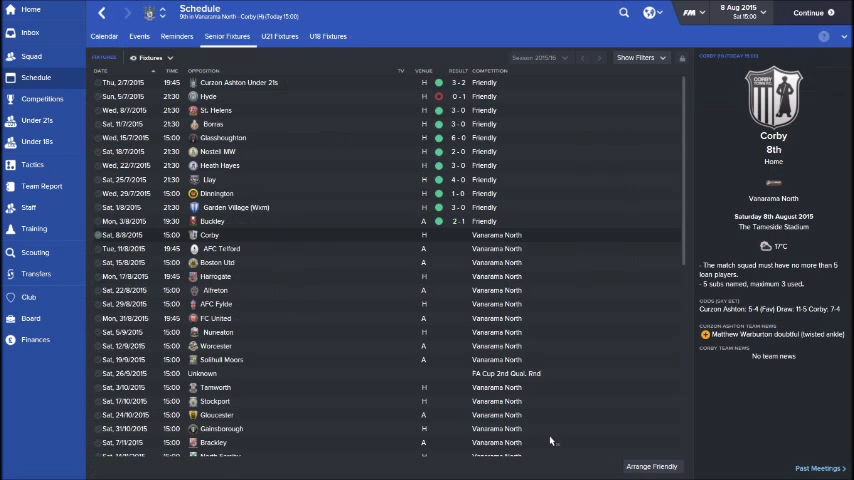 Home
Inbox
Squad
Schedule
Competitions
Under 21s
Under 18s
Tactics
Team Report
Staff
Training
Scouting
Transfers
Club
Board
Finances
Schedule
9th in Vanarama North - Corby (H) (Today 15:00)
FM
8 Aug 2015
Sat 15:00
Continue
Calendar Events Reminders Senior Fixtures U21 Fixtures U18 Fixtures
FIXTURES Fixtures Season 2015/16 Show Filters
DATE TIME OPPOSITION TV VENUE RESULT COMPETITION
Thu, 2/7/2015 19:45 Curzon Ashton Under 21s H 3 - 2 Friendly
Sun, 5/7/2015 21:30 Hyde H 0 - 1 Friendly
Wed, 8/7/2015 21:30 St. Helens H 3 - 0 Friendly
Sat, 11/7/2015 21:30 Borras H 3 - 0 Friendly
Wed, 15/7/2015 15:00 Glasshoughton H 6 - 0 Friendly
Sat, 18/7/2015 21:30 Nostell MW H 2 - 0 Friendly
Wed, 22/7/2015 21:30 Heath Hayes H 3 - 0 Friendly
Sat, 25/7/2015 21:30 Llay H 4 - 0 Friendly
Wed, 29/7/2015 15:00 Dinnington H 1 - 0 Friendly
Sat, 1/8/2015 21:30 Garden Village (Wxm) H 3 - 0 Friendly
Mon, 3/8/2015 19:30 Buckley A 2 - 1 Friendly
Sat, 8/8/2015 15:00 Corby H Vanarama North
Tue, 11/8/2015 19:45 AFC Telford A Vanarama North
Sat, 15/8/2015 15:00 Boston Utd A Vanarama North
Mon, 17/8/2015 19:45 Harrogate H Vanarama North
Sat, 22/8/2015 15:00 Alfreton A Vanarama North
Sat, 29/8/2015 15:00 AFC Fylde H Vanarama North
Mon, 31/8/2015 15:00 FC United A Vanarama North
Sat, 5/9/2015 15:00 Nuneaton H Vanarama North
Sat, 12/9/2015 15:00 Worcester A Vanarama North
Sat, 19/9/2015 15:00 Solihull Moors A Vanarama North
Sat, 26/9/2015 15:00 Unknown FA Cup 2nd Qual. Rnd
Sat, 3/10/2015 15:00 Tamworth H Vanarama North
Sat, 17/10/2015 15:00 Stockport H Vanarama North
Sat, 24/10/2015 15:00 Gloucester A Vanarama North
Sat, 31/10/2015 15:00 Gainsborough H Vanarama North
Sat, 7/11/2015 15:00 Brackley A Vanarama North
Arrange Friendly
Corby
8th
Home
Vanarama North
Saturday 8th August 2015
The Tameside Stadium
17°C
- The match squad must have no more than 5
loan players.
- 5 subs named, maximum 3 used.
ODDS (SKY BET)
Curzon Ashton: 5-4 (Fav) Draw: 11-5 Corby: 7-4
CURZON ASHTON TEAM NEWS
Matthew Warburton doubtful (twisted ankle)
CORBY TEAM NEWS
No team news
Past Meetings >